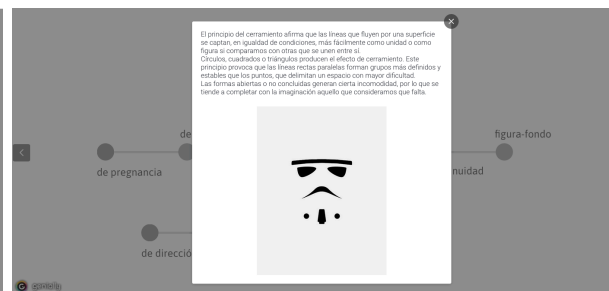 El principio del cerramiento afirma que las líneas que fluyen por una superficie
se captan, en igualdad de condiciones, más fácilmente como unidad o como
figura si comparamos con otras que se unen entre sí
Círculos, cuadrados o triángulos producen el efecto de cerramiento. Este
principio provoca que las líneas rectas paralelas forman grupos más definidos y
estables que los puntos, que delimitan un espacio con mayor dificultad.
Las formas abiertas o no concluidas generan cierta incomodidad, por lo que se
tiende a completar con la imaginación aquello que consideramos que falta.
de
figura-fondo
de pregnancia
nuidad
de direcció
genially